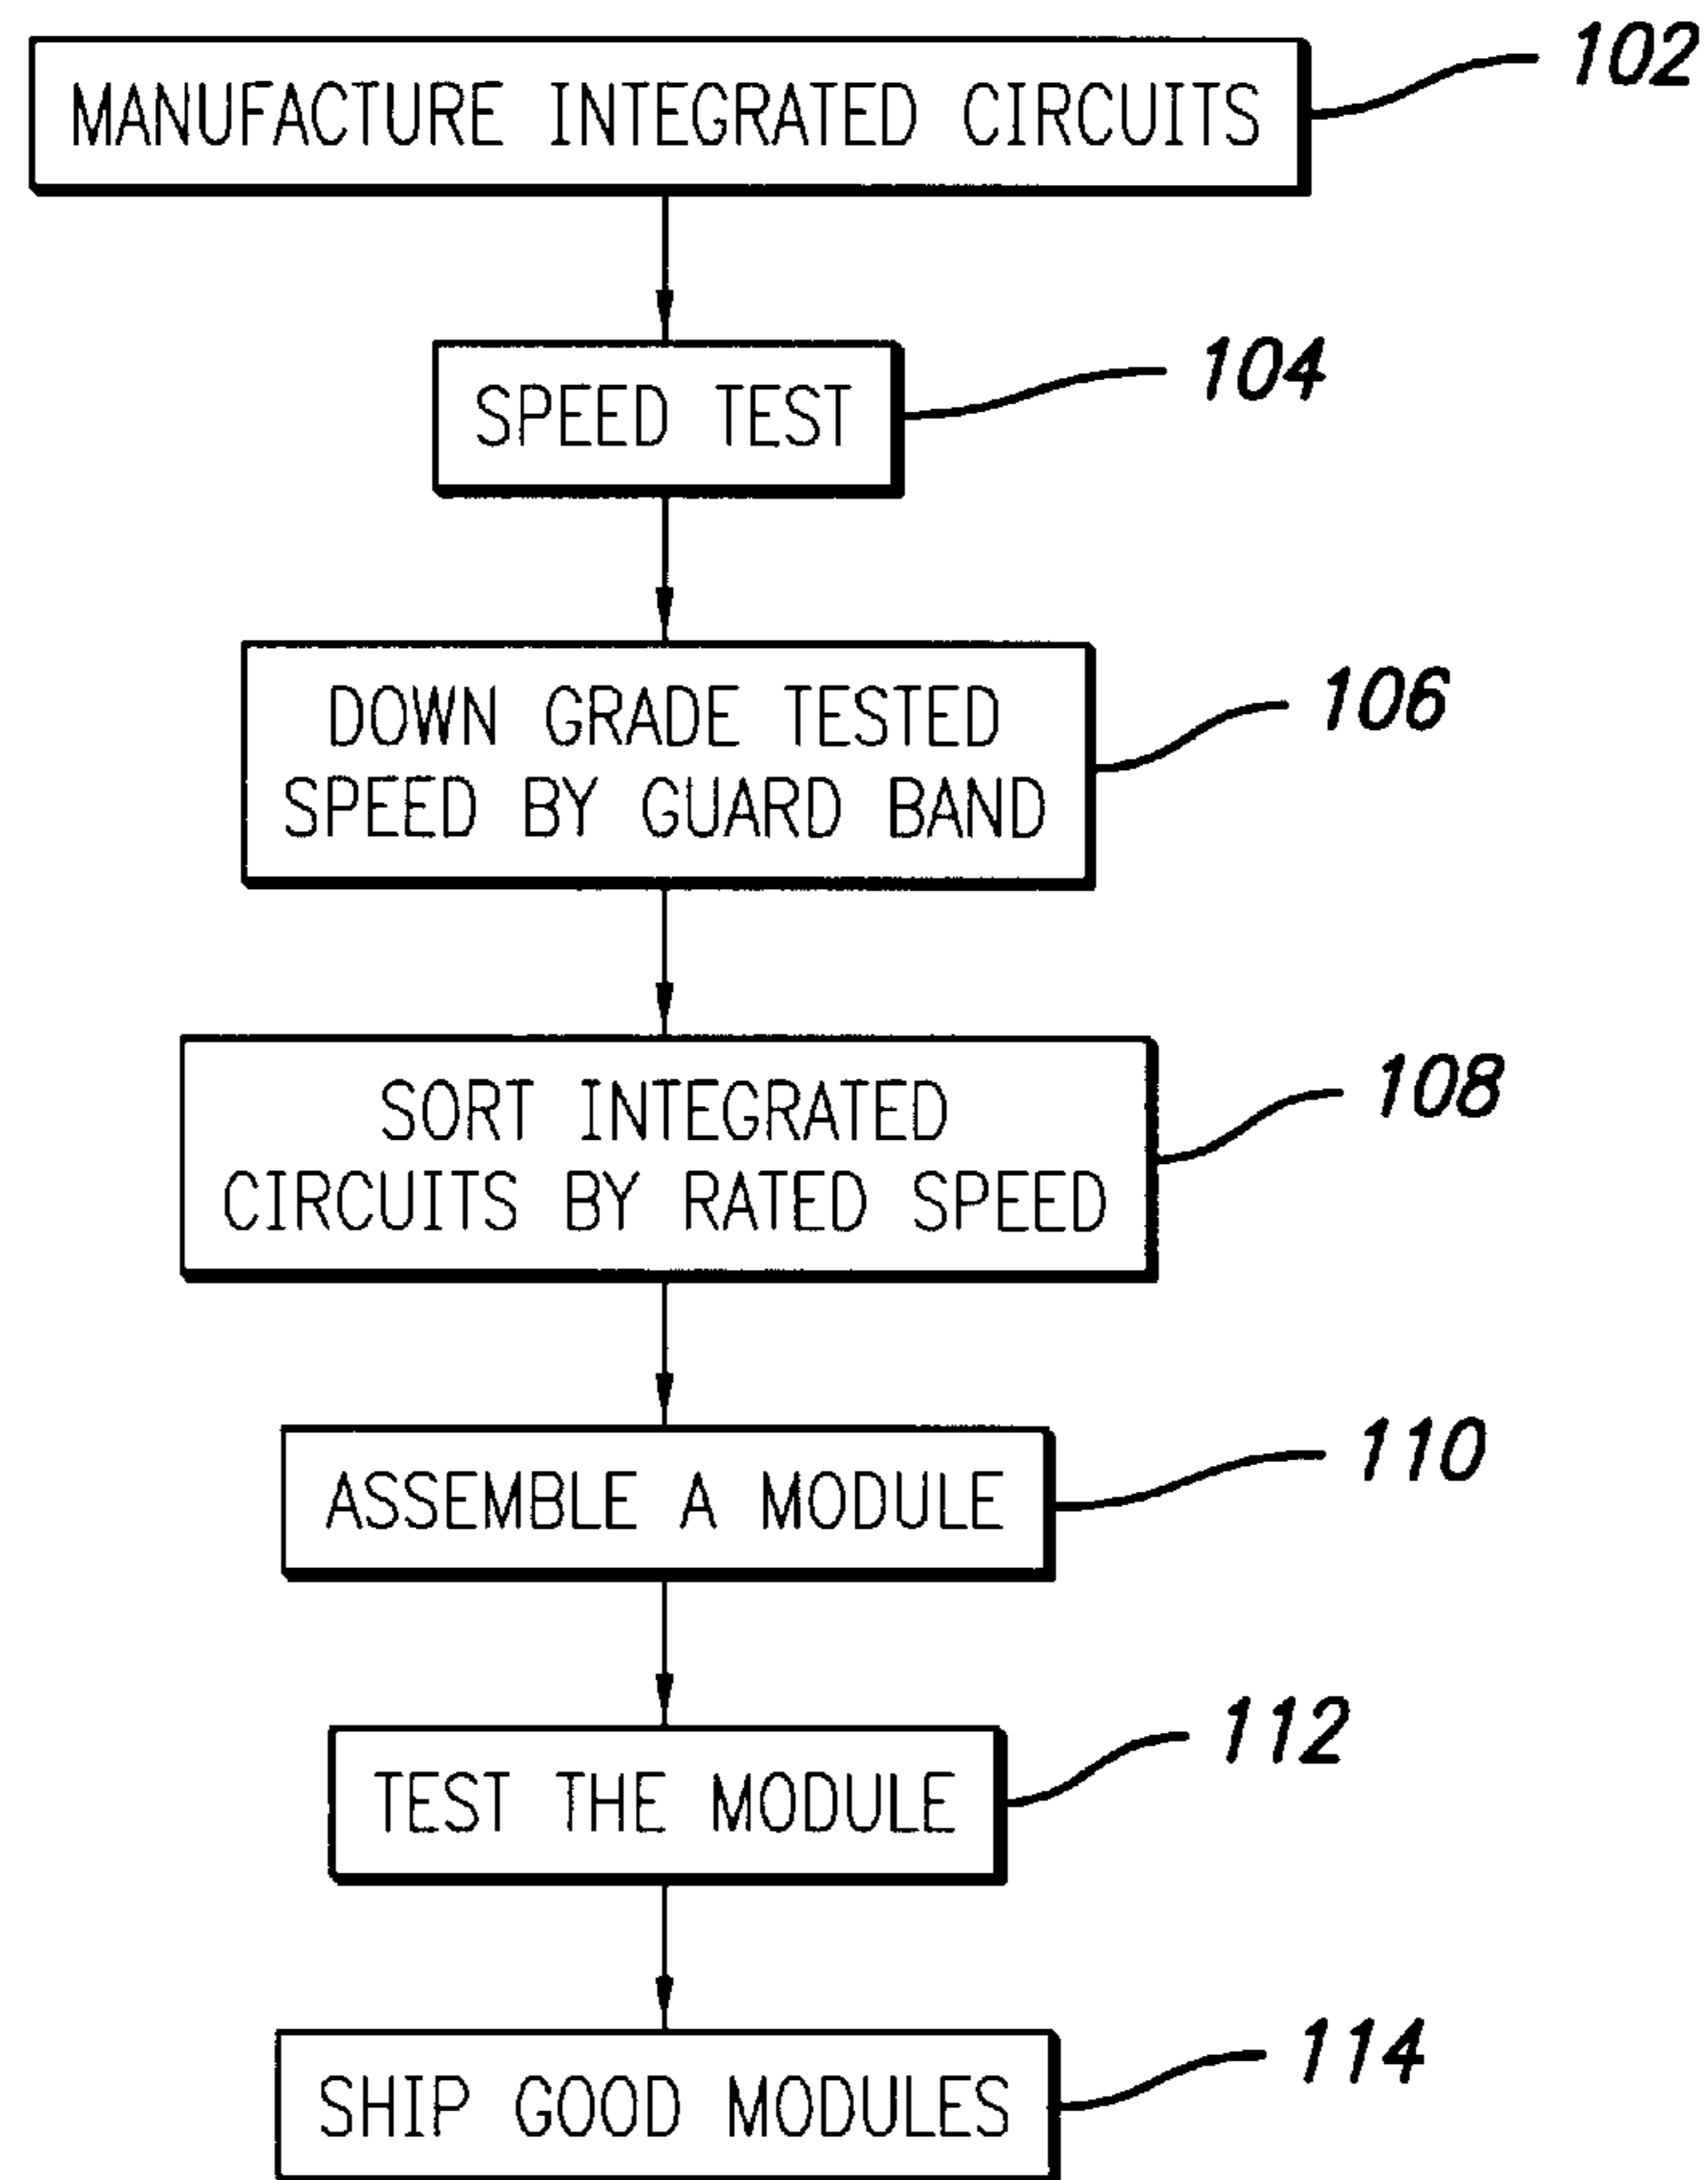 102
MANUFACTURE INTEGRATED CIRCUITS
104
SPEED TEST
106
DOWN GRADE TESTED
SPEED BY GUARD BAND
108
SORT INTEGRATED
CIRCUITS BY RATED SPEED
110
ASSEMBLE A MODULE
112
TEST THE MODULE
114
SHIP GOOD MODULES